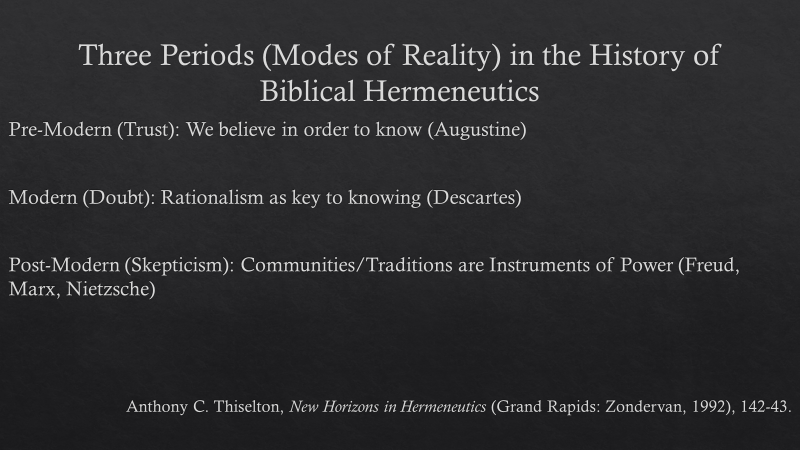 Three Periods (Modes of Reality) in the History of
Biblical Hermeneutics
Pre-Modern (Trust): We believe in order to know (Augustine)
Modern (Doubt): Rationalism as key to knowing (Descartes)
Post-Modern (Skepticism): Communities/Traditions are Instruments of Power (Freud,
Marx, Nietzsche)
Anthony C. Thiselton, New Horizons in Hermeneutics (Grand Rapids: Zondervan, 1992), 142-43.